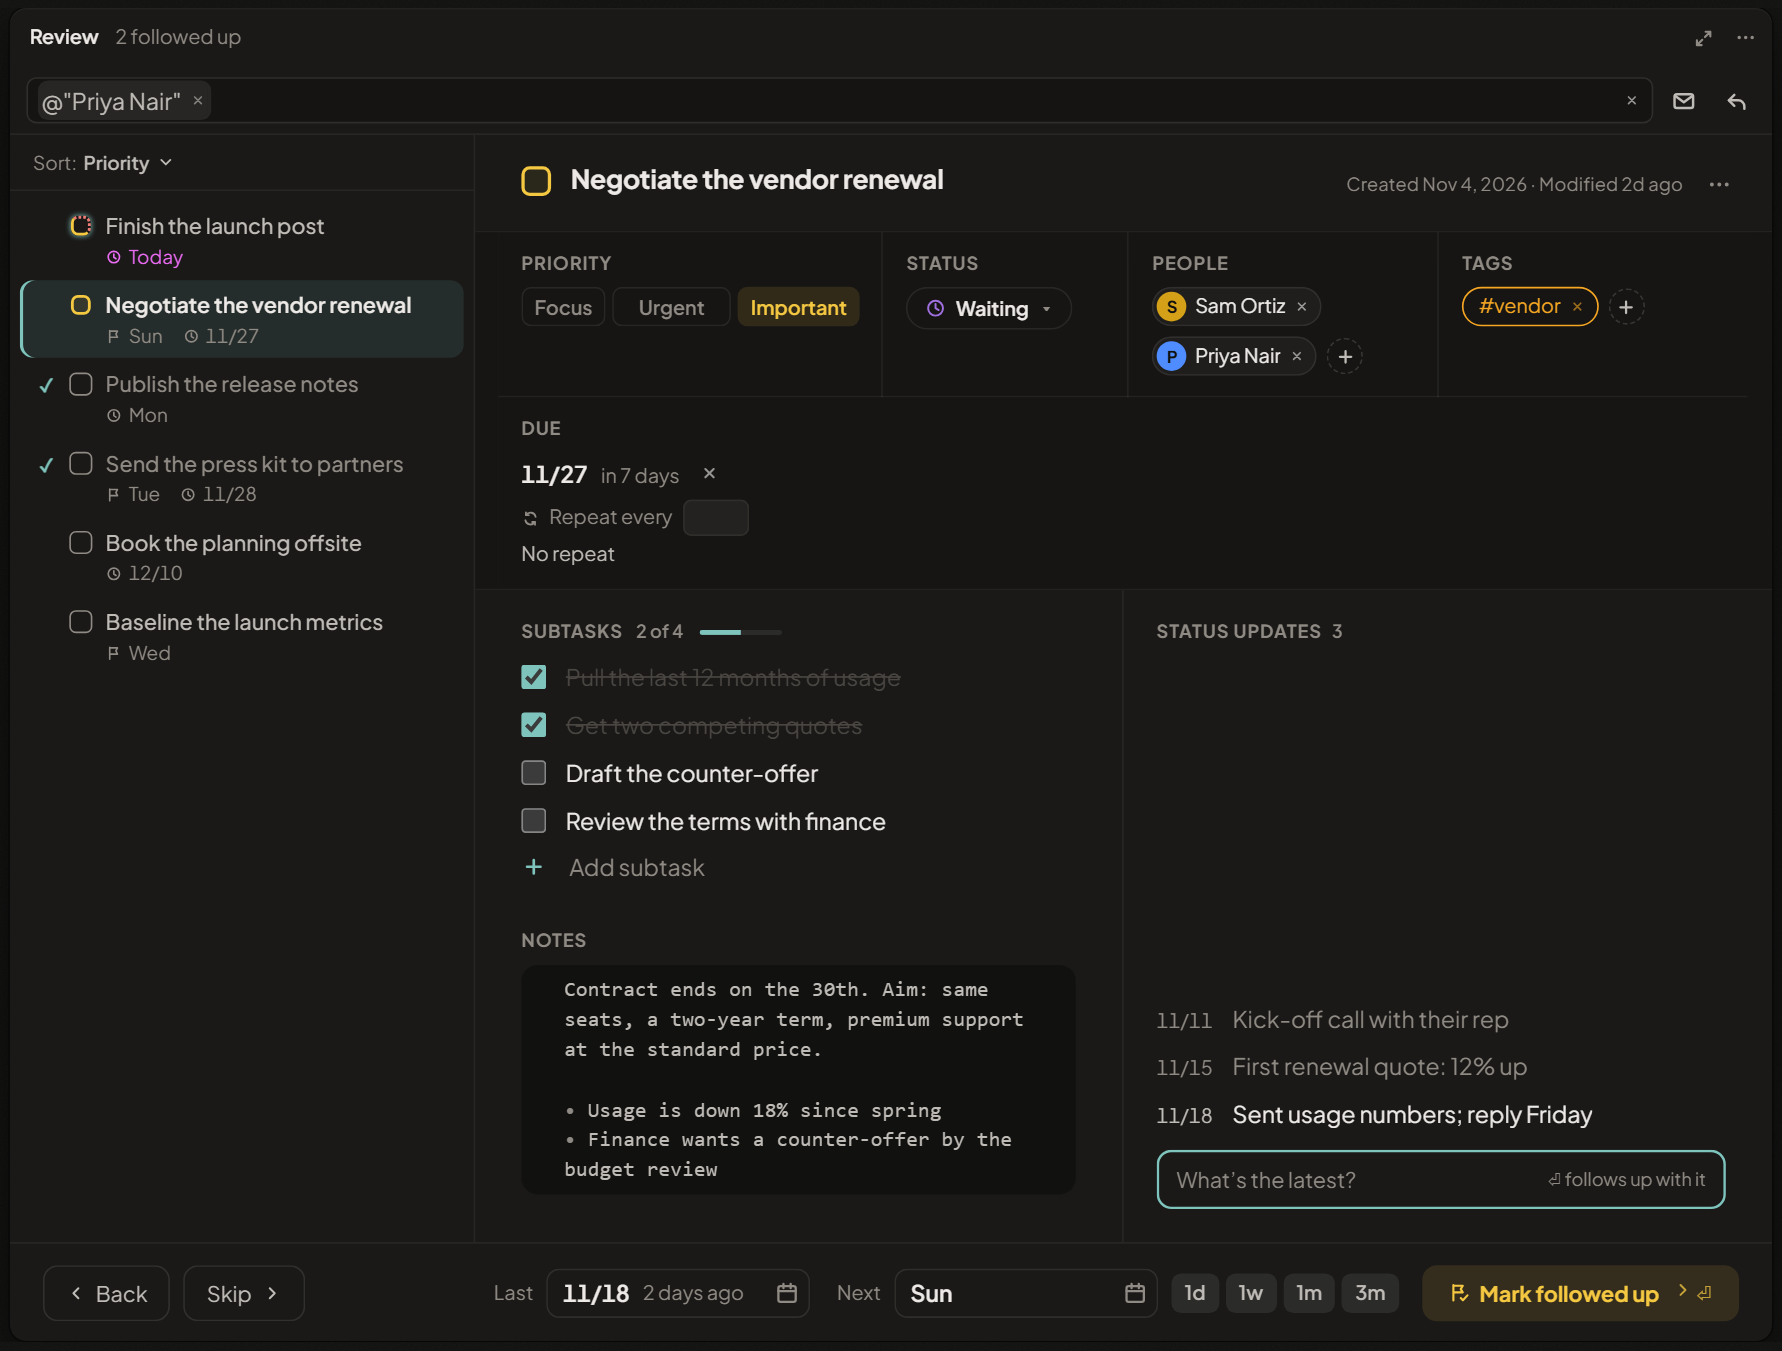 Review 2 followed up
@"Priya Nair" ×
Sort: Priority
Finish the launch post
Today
Negotiate the vendor renewal
Sun 11/27
Publish the release notes
Mon
Send the press kit to partners
Tue 11/28
Book the planning offsite
12/10
Baseline the launch metrics
Wed
Negotiate the vendor renewal
Created Nov 4, 2026 · Modified 2d ago
PRIORITY
Focus Urgent Important
STATUS
Waiting
PEOPLE
S Sam Ortiz ×
P Priya Nair × +
TAGS
#vendor × +
DUE
11/27 in 7 days ×
Repeat every
No repeat
SUBTASKS 2 of 4
Pull the last 12 months of usage
Get two competing quotes
Draft the counter-offer
Review the terms with finance
+ Add subtask
NOTES
Contract ends on the 30th. Aim: same
seats, a two-year term, premium support
at the standard price.
• Usage is down 18% since spring
• Finance wants a counter-offer by the
budget review
STATUS UPDATES 3
11/11 Kick-off call with their rep
11/15 First renewal quote: 12% up
11/18 Sent usage numbers; reply Friday
What's the latest? ⏎ follows up with it
Back Skip
Last 11/18 2 days ago
Next Sun
1d 1w 1m 3m
Mark followed up ⏎